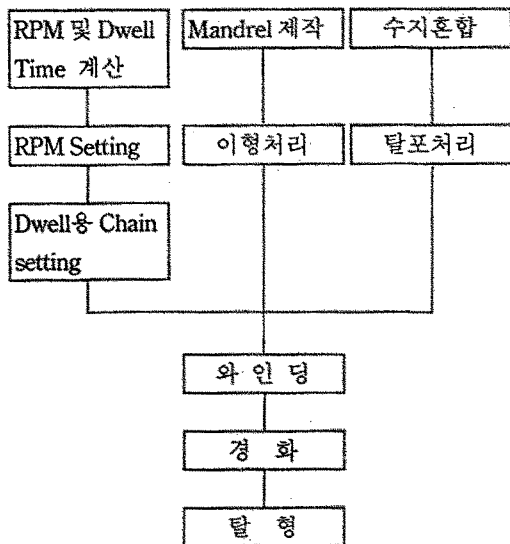 RPM 및 Dwell
Time 계산
Mandrel 제작
수지혼합
RPM Setting
이형처리
탈포처리
Dwell용 Chain
setting
와 인 딩
경 화
탈 형